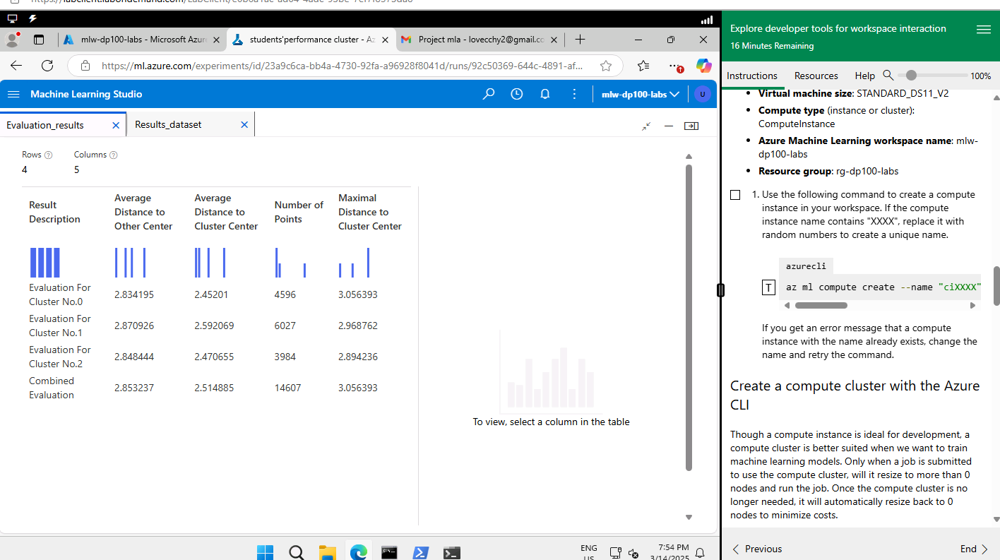 Explore developer tools for workspace interaction
16 Minutes Remaining
mlw-dp100-labs - Microsoft Azure
students'performance cluster - Az
Project mla - lovecchy2@gmail.co
https://ml.azure.com/experiments/id/23a9c6ca-bb4a-4730-92fa-a96928f8041d/runs/92c50369-644c-4891-af...
Instructions
Resources
Help
100%
Machine Learning Studio
mlw-dp100-labs
U
Evaluation_results
Results_dataset
Rows
Columns
4
5
Result Description
Average Distance to Other Center
Average Distance to Cluster Center
Number of Points
Maximal Distance to Cluster Center
Evaluation For Cluster No.0 2.834195 2.45201 4596 3.056393
Evaluation For Cluster No.1 2.870926 2.592069 6027 2.968762
Evaluation For Cluster No.2 2.848444 2.470655 3984 2.894236
Combined Evaluation 2.853237 2.514885 14607 3.056393
To view, select a column in the table
ENG
US
7:54 PM
3/14/2025
• Virtual machine size: STANDARD_DS11_V2
• Compute type (instance or cluster):
ComputeInstance
• Azure Machine Learning workspace name: mlw-
dp100-labs
• Resource group: rg-dp100-labs
1. Use the following command to create a compute
instance in your workspace. If the compute
instance name contains "XXXX", replace it with
random numbers to create a unique name.
azurecli
T
az ml compute create --name "ciXXXX"
If you get an error message that a compute
instance with the name already exists, change the
name and retry the command.
Create a compute cluster with the Azure
CLI
Though a compute instance is ideal for development, a
compute cluster is better suited when we want to train
machine learning models. Only when a job is submitted
to use the compute cluster, will it resize to more than 0
nodes and run the job. Once the compute cluster is no
longer needed, it will automatically resize back to 0
nodes to minimize costs.
Previous
End